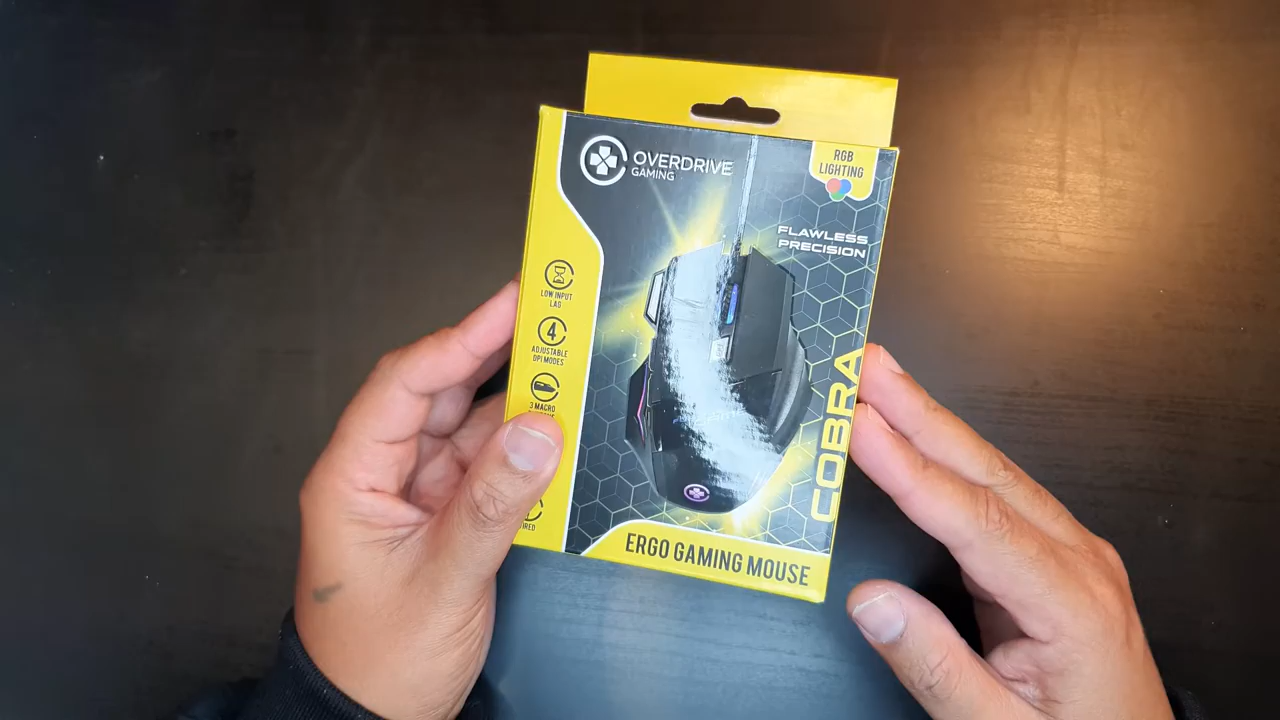 OVERDRIVE
GAMING
RGB
LIGHTING
FLAWLESS
PRECISION
LOW INPUT
LAG
4
ADJUSTABLE
DPI MODES
3 MACRO
COBRA
ERGO GAMING MOUSE